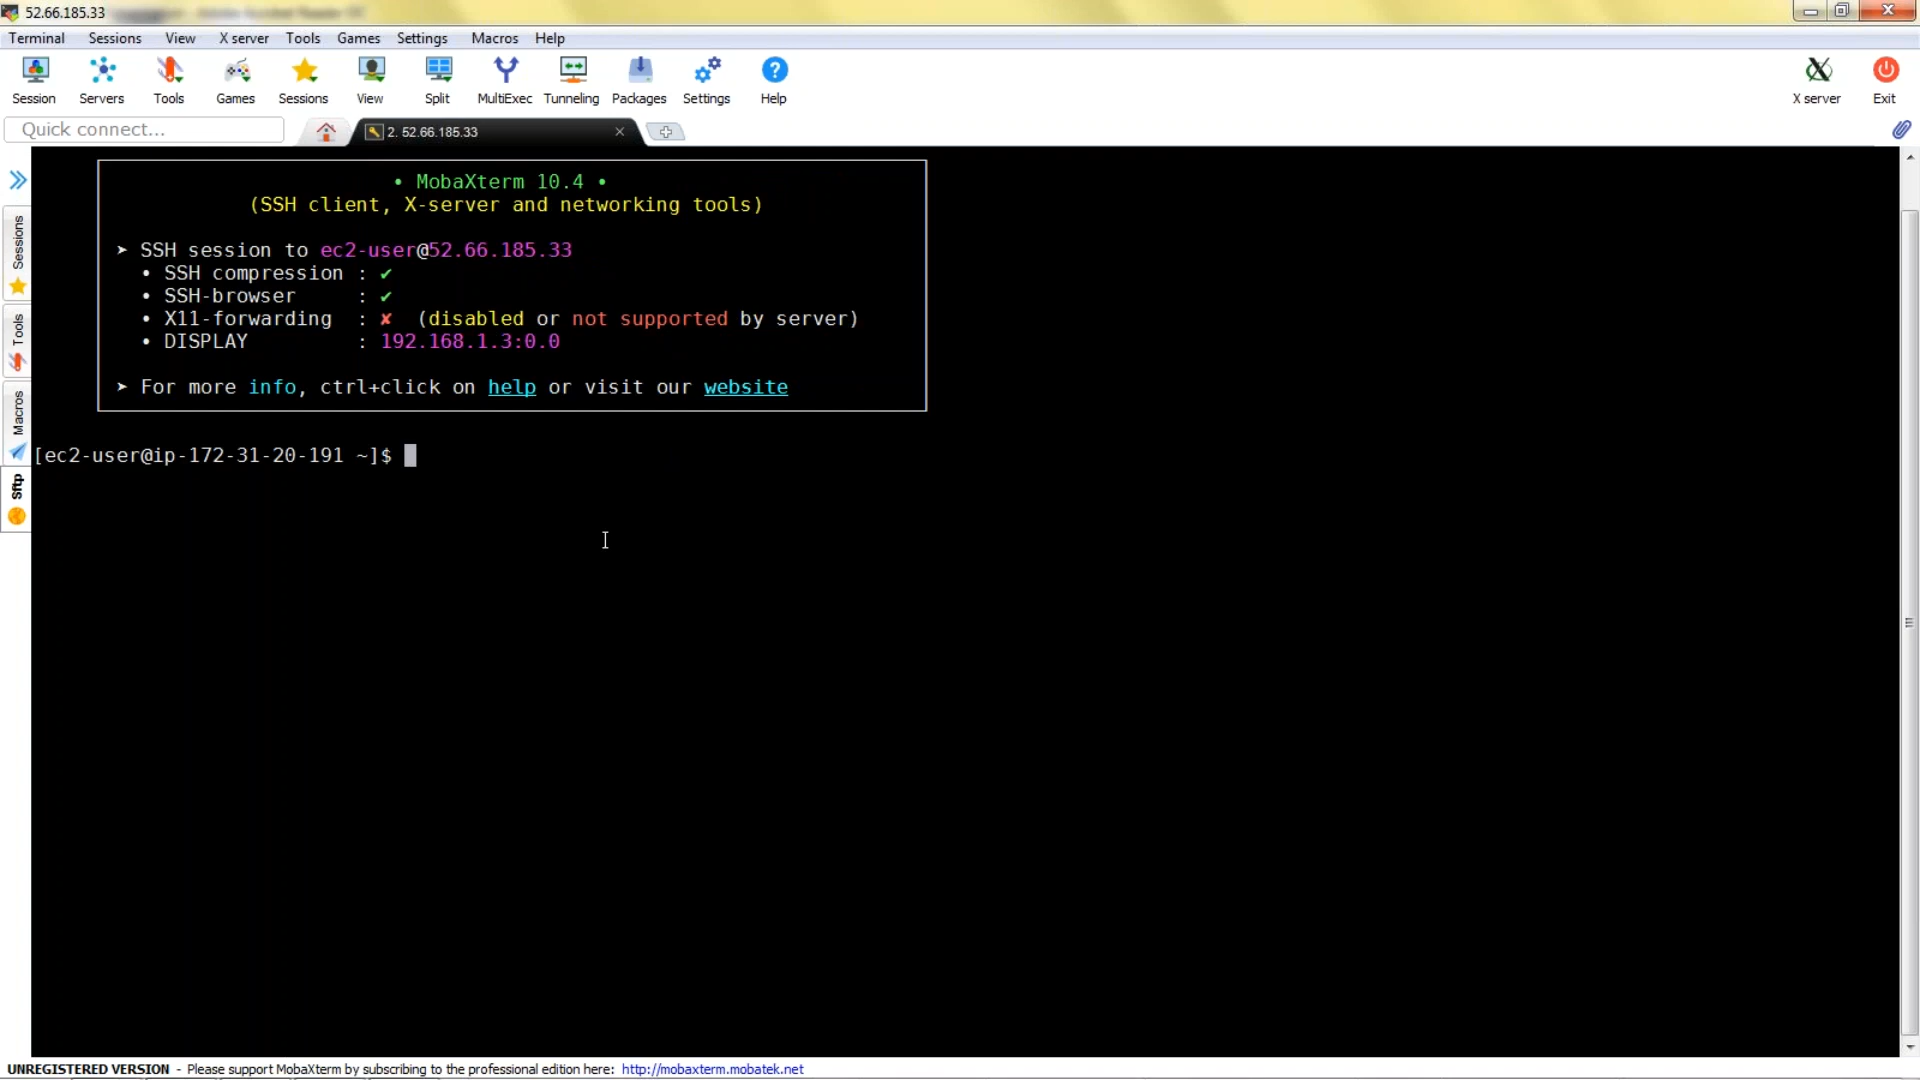 52.66.185.33
Terminal Sessions View X server Tools Games Settings Macros Help
Session Servers Tools Games Sessions View Split MultiExec Tunneling Packages Settings Help X server Exit
Quick connect... 2. 52.66.185.33
• MobaXterm 10.4 •
(SSH client, X-server and networking tools)
➤ SSH session to ec2-user@52.66.185.33
• SSH compression : ✔
• SSH-browser : ✔
• X11-forwarding : ✘ (disabled or not supported by server)
• DISPLAY : 192.168.1.3:0.0
➤ For more info, ctrl+click on help or visit our website
[ec2-user@ip-172-31-20-191 ~]$
Sessions
Tools
Macros
Sftp
UNREGISTERED VERSION - Please support MobaXterm by subscribing to the professional edition here: http://mobaxterm.mobatek.net